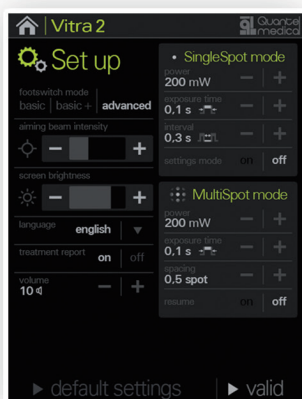 Vitra 2
Quantel medical
Set up
footswitch mode
basic | basic + | advanced
aiming beam intensity
screen brightness
language english
treatment report on off
volume
10
default settings
valid
SingleSpot mode
power
200 mW
exposure time
0,1 s
interval
0,3 s
settings mode on off
MultiSpot mode
power
200 mW
exposure time
0,1 s
spacing
0,5 spot
resume on off